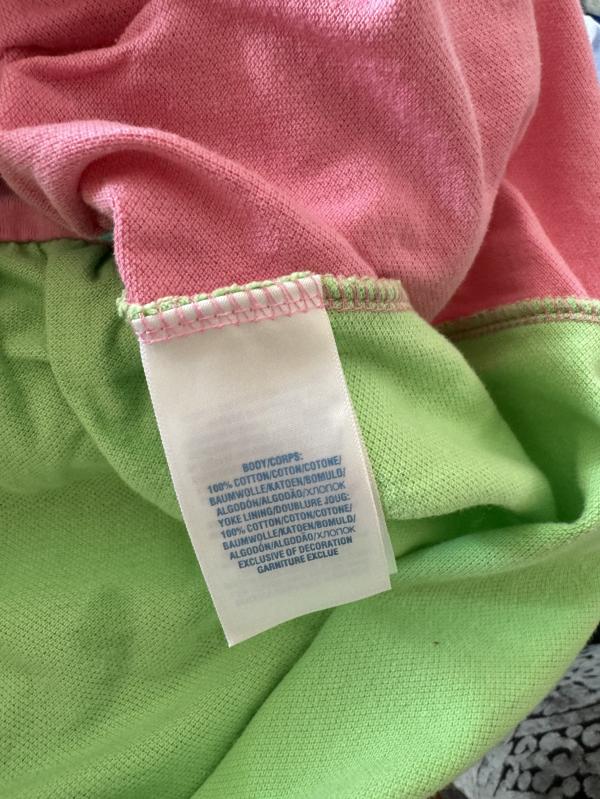 BODY/CORPS:
100% COTTON/COTON/COTONE/
BAUMWOLLE/KATOEN/BOMULD/
ALGODÓN/ALGODÃO/ХЛОПОК
YOKE LINING/DOUBLURE JOUG:
100% COTTON/COTON/COTONE/
BAUMWOLLE/KATOEN/BOMULD/
ALGODÓN/ALGODÃO/ХЛОПОК
EXCLUSIVE OF DECORATION
GARNITURE EXCLUE